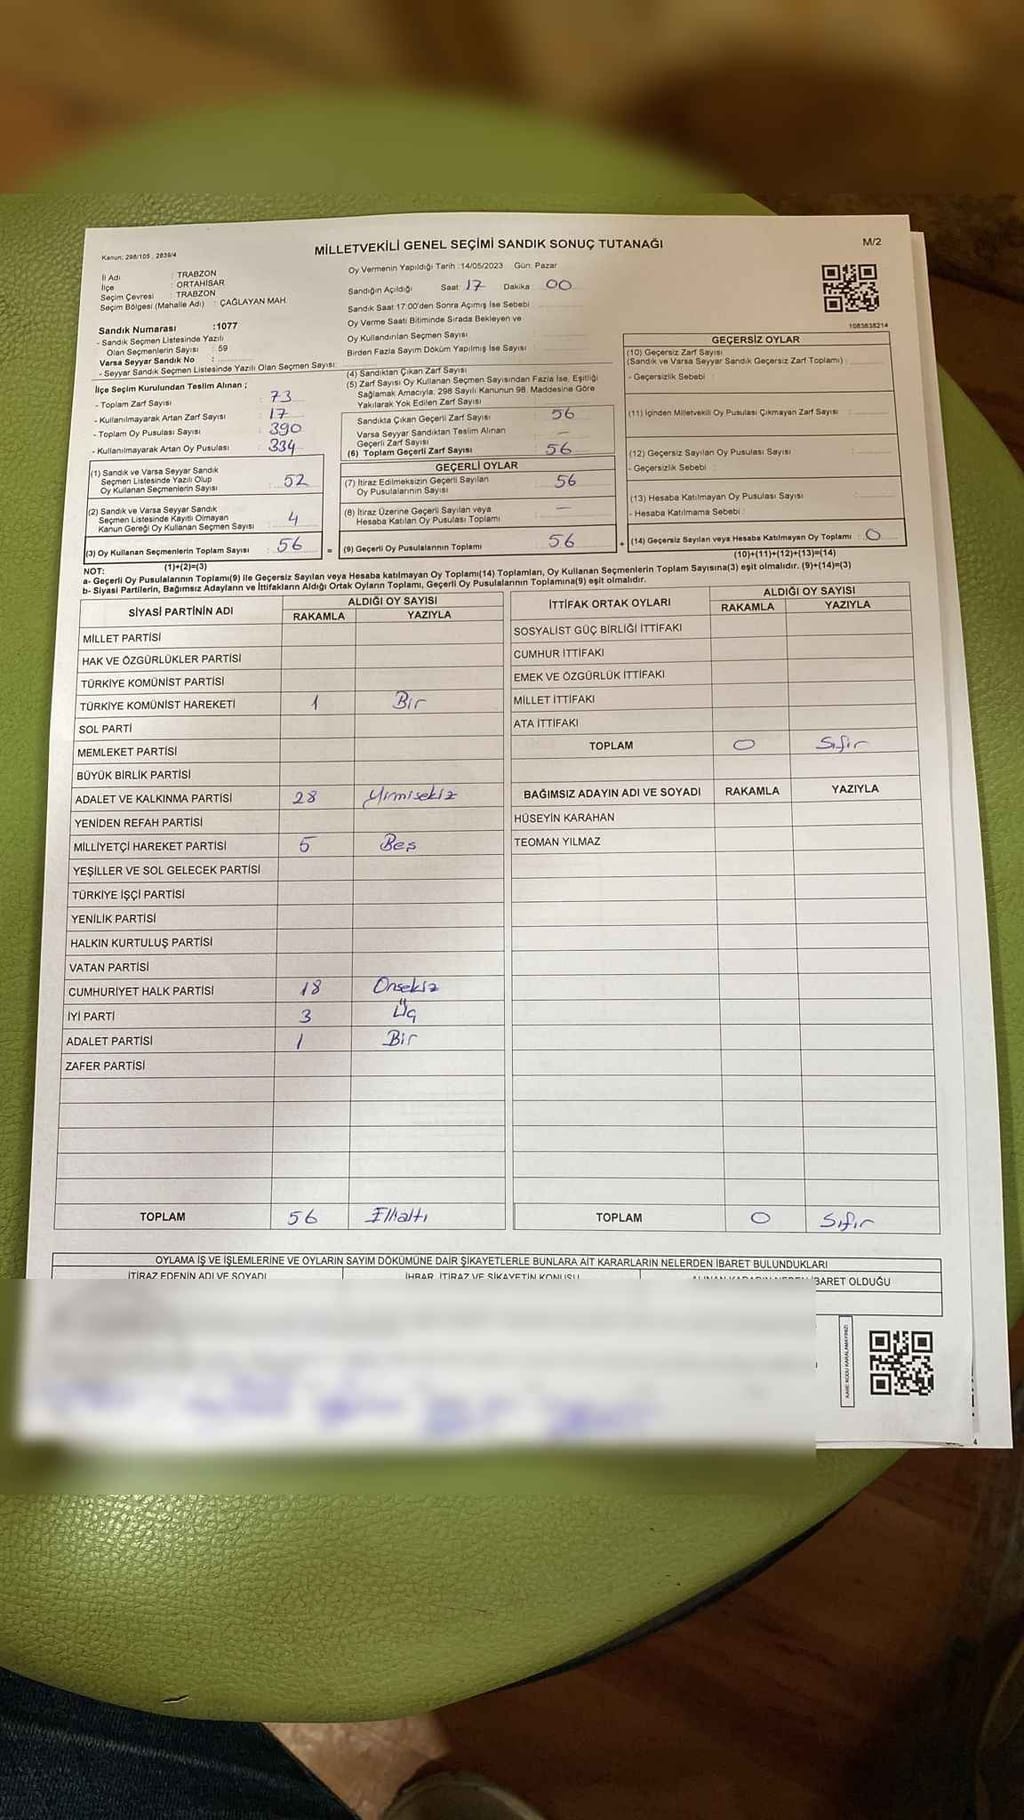 MİLLETVEKİLİ GENEL SEÇİMİ SANDIK SONUÇ TUTANAĞI
M/2
Kanun: 298/105 , 2839/4
İl Adı : TRABZON
İlçe : ORTAHİSAR
Seçim Çevresi : TRABZON
Seçim Bölgesi (Mahalle Adı) : ÇAĞLAYAN MAH.
Sandık Numarası :1077
- Sandık Seçmen Listesinde Yazılı
Olan Seçmenlerin Sayısı : 59
Varsa Seyyar Sandık No :
- Seyyar Sandık Seçmen Listesinde Yazılı Olan Seçmen Sayısı:
Oy Vermenin Yapıldığı Tarih :14/05/2023 Gün: Pazar
Sandığın Açıldığı Saat 17 Dakika 00
Sandık Saat 17:00'den Sonra Açımış İse Sebebi
Oy Verme Saati Bitiminde Sırada Bekleyen ve
Oy Kullandırılan Seçmen Sayısı
Birden Fazla Sayım Döküm Yapılmış İse Sayısı
1083838214
İlçe Seçim Kurulundan Teslim Alınan ;
- Toplam Zarf Sayısı : 73
- Kullanılmayarak Artan Zarf Sayısı : 17
- Toplam Oy Pusulası Sayısı : 390
- Kullanılmayarak Artan Oy Pusulası : 334
(1) Sandık ve Varsa Seyyar Sandık
Seçmen Listesinde Yazılı Olup
Oy Kulanan Seçmenlerin Sayısı : 52
(2) Sandık ve Varsa Seyyar Sandık
Seçmen Listesinde Kayıtlı Olmayan
Kanun Gereği Oy Kullanan Seçmen Sayısı : 4
(3) Oy Kullanan Seçmenlerin Toplam Sayısı : 56
(1)+(2)=(3)
(4) Sandıktan Çıkan Zarf Sayısı
(5) Zarf Sayısı Oy Kullanan Seçmen Sayısından Fazla İse, Eşitliği
Sağlamak Amacıyla, 298 Sayılı Kanunun 98. Maddesine Göre
Yakılarak Yok Edilen Zarf Sayısı
Sandıkta Çıkan Geçerli Zarf Sayısı 56
Varsa Seyyar Sandıktan Teslim Alınan
Geçerli Zarf Sayısı –
(6) Toplam Geçerli Zarf Sayısı 56
GEÇERLİ OYLAR
(7) İtiraz Edilmeksizin Geçerli Sayılan
Oy Pusulalarının Sayısı 56
(8) İtiraz Üzerine Geçerli Sayılan veya
Hesaba Katılan Oy Pusulası Toplamı –
= (9) Geçerli Oy Pusulalarının Toplamı 56 +
GEÇERSİZ OYLAR
(10) Geçersiz Zarf Sayısı
(Sandık ve Varsa Seyyar Sandık Geçersiz Zarf Toplamı)
- Geçersizlik Sebebi :
(11) İçinden Milletvekili Oy Pusulası Çıkmayan Zarf Sayısı
(12) Geçersiz Sayılan Oy Pusulası Sayısı
- Geçersizlik Sebebi :
(13) Hesaba Katılmayan Oy Pusulası Sayısı
- Hesaba Katılmama Sebebi :
(14) Geçersiz Sayılan veya Hesaba Katılmayan Oy Toplamı : 0
(10)+(11)+(12)+(13)=(14)
NOT:
a- Geçerli Oy Pusulalarının Toplamı(9) ile Geçersiz Sayılan veya Hesaba katılmayan Oy Toplamı(14) Toplamları, Oy Kullanan Seçmenlerin Toplam Sayısına(3) eşit olmalıdır. (9)+(14)=(3)
b- Siyasi Partilerin, Bağımsız Adayların ve İttifakların Aldığı Ortak Oyların Toplamı, Geçerli Oy Pusulalarının Toplamına(9) eşit olmalıdır.
SİYASİ PARTİNİN ADI ALDIĞI OY SAYISI
RAKAMLA YAZIYLA
MİLLET PARTİSİ
HAK VE ÖZGÜRLÜKLER PARTİSİ
TÜRKİYE KOMÜNİST PARTİSİ
TÜRKİYE KOMÜNİST HAREKETİ 1 Bir
SOL PARTİ
MEMLEKET PARTİSİ
BÜYÜK BİRLİK PARTİSİ
ADALET VE KALKINMA PARTİSİ 28 Yirmisekiz
YENİDEN REFAH PARTİSİ
MİLLİYETÇİ HAREKET PARTİSİ 5 Beş
YEŞİLLER VE SOL GELECEK PARTİSİ
TÜRKİYE İŞÇİ PARTİSİ
YENİLİK PARTİSİ
HALKIN KURTULUŞ PARTİSİ
VATAN PARTİSİ
CUMHURİYET HALK PARTİSİ 18 Onsekiz
İYİ PARTİ 3 Üç
ADALET PARTİSİ 1 Bir
ZAFER PARTİSİ
TOPLAM 56 Ellialtı
İTTİFAK ORTAK OYLARI ALDIĞI OY SAYISI
RAKAMLA YAZIYLA
SOSYALİST GÜÇ BİRLİĞİ İTTİFAKI
CUMHUR İTTİFAKI
EMEK VE ÖZGÜRLÜK İTTİFAKI
MİLLET İTTİFAKI
ATA İTTİFAKI
TOPLAM 0 Sıfır
BAĞIMSIZ ADAYIN ADI VE SOYADI RAKAMLA YAZIYLA
HÜSEYİN KARAHAN
TEOMAN YILMAZ
TOPLAM 0 Sıfır
OYLAMA İŞ VE İŞLEMLERİNE VE OYLARIN SAYIM DÖKÜMÜNE DAİR ŞİKAYETLERLE BUNLARA AİT KARARLARIN NELERDEN İBARET BULUNDUKLARI
İTİRAZ EDENİN ADI VE SOYADI İHBAR, İTİRAZ VE ŞİKAYETİN KONUSU ALINAN KARARIN NEDEN İBARET OLDUĞU
KARE KODU KARALAMAYINIZ!